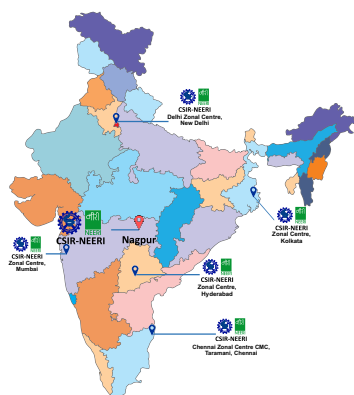 CSIR-NEERI
Delhi Zonal Centre,
New Delhi
CSIR-NEERI
Zonal Centre,
Kolkata
NEERI
CSIR-NEERI
Nagpur
CSIR-NEERI
Zonal Centre,
Mumbai
CSIR-NEERI
Zonal Centre,
Hyderabad
CSIR-NEERI
Chennai Zonal Centre CMC,
Taramani, Chennai